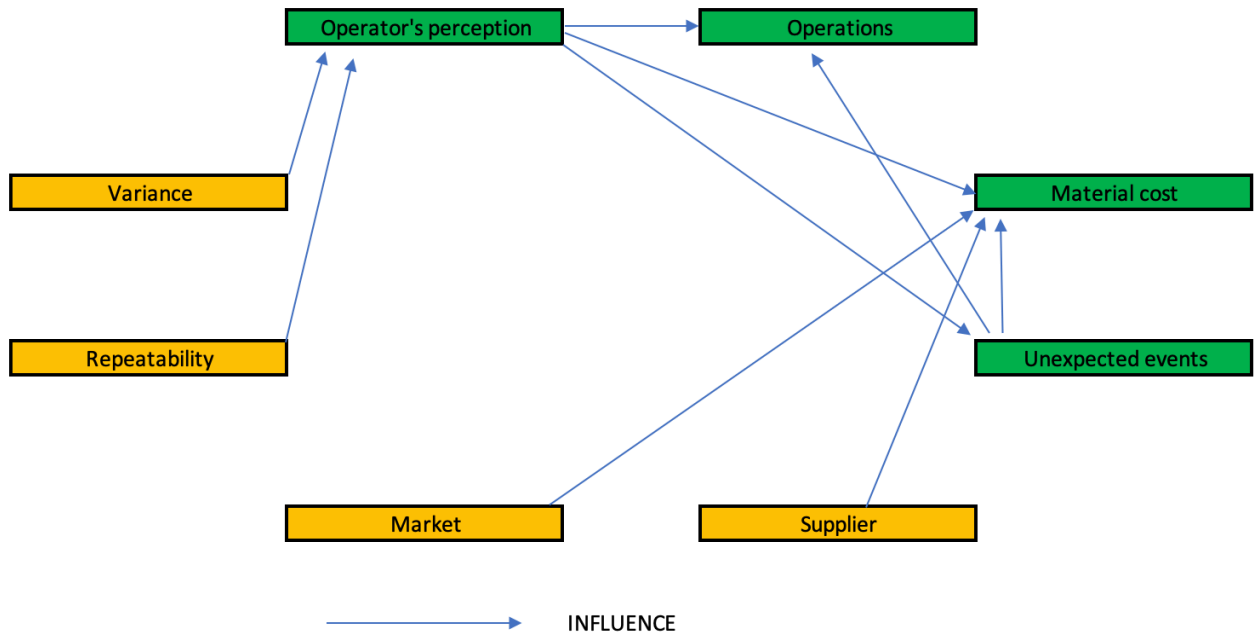 Operator's perception
Operations
Variance
Material cost
Repeatability
Unexpected events
Market
Supplier
INFLUENCE